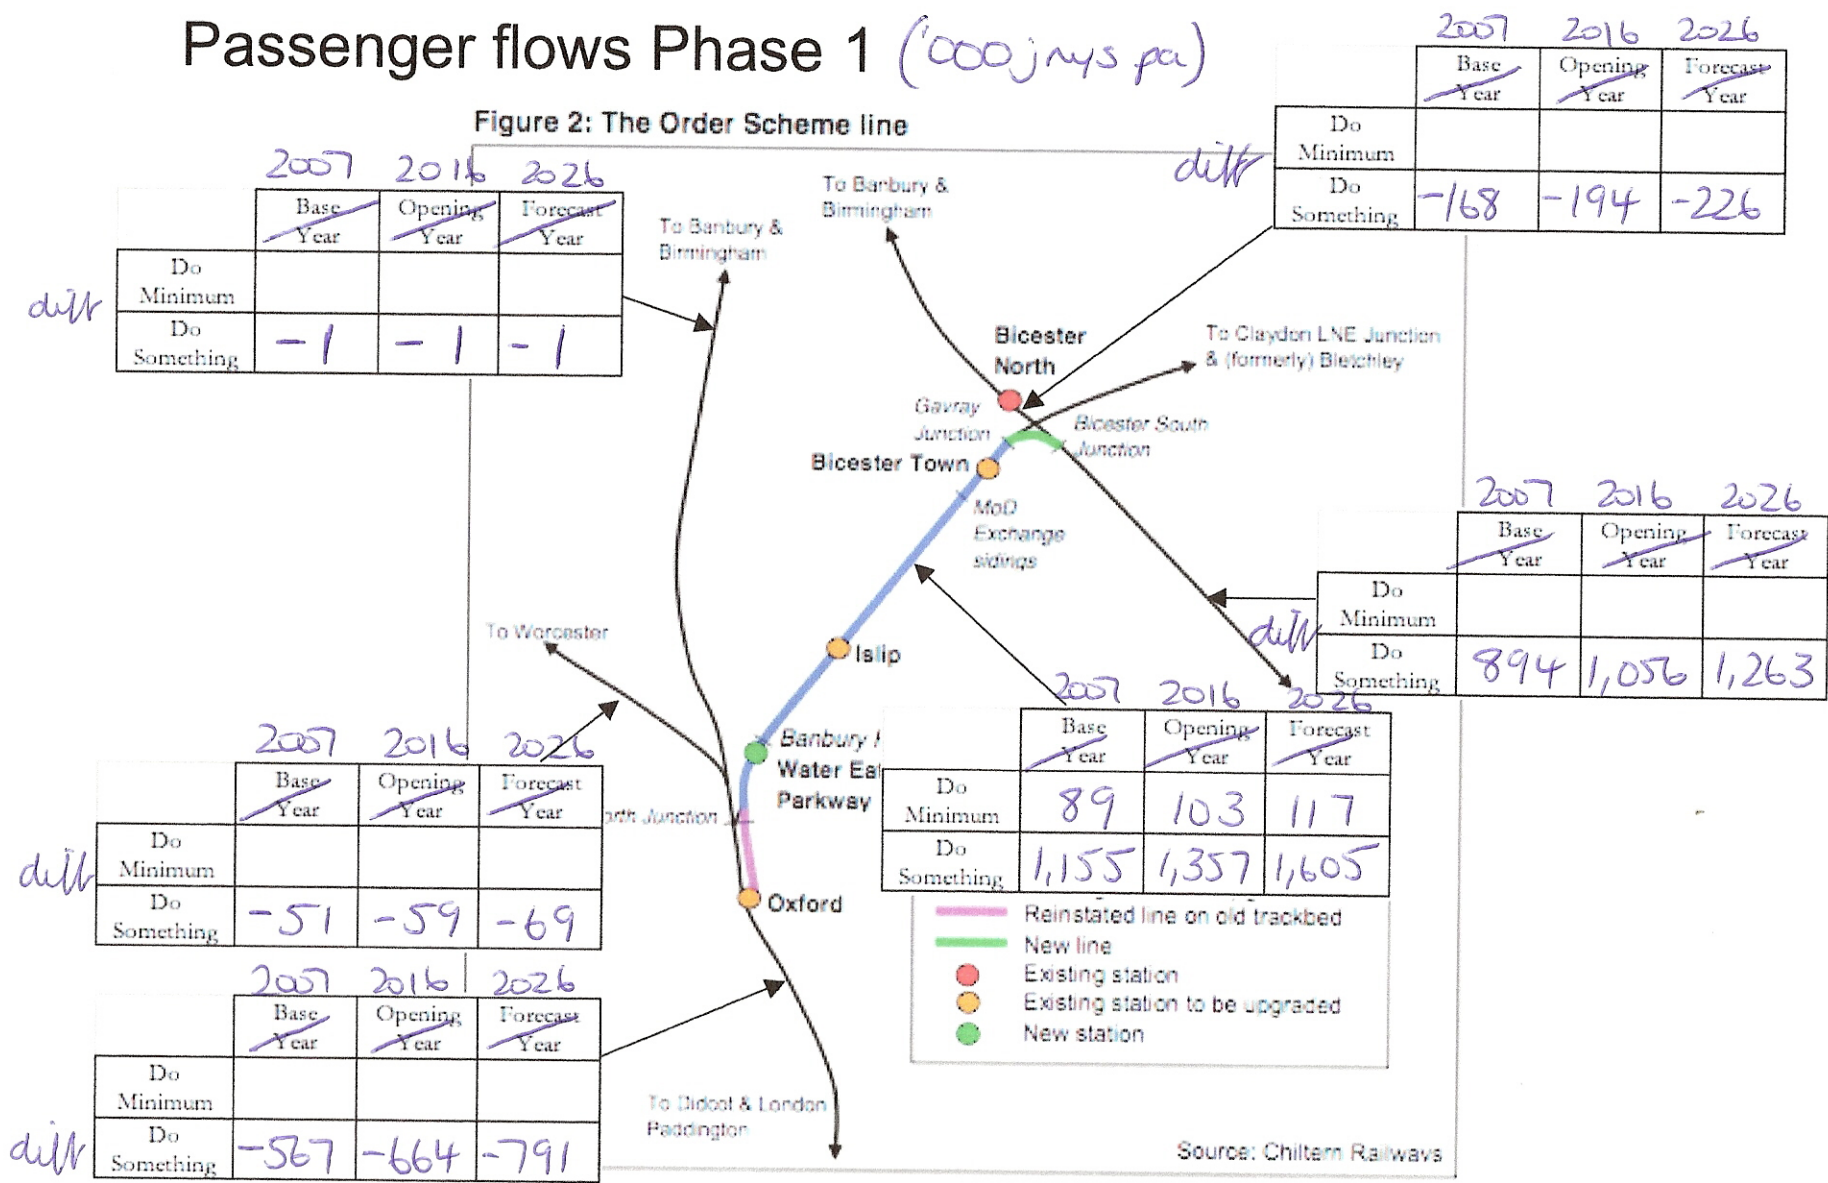 Passenger flows Phase 1 ('000 jnys pa)
Figure 2: The Order Scheme line
2007 2016 2026
Base Year Opening Year Forecast Year
Do Minimum
diff
Do Something -168 -194 -226
2007 2016 2026
Base Year Opening Year Forecast Year
Do Minimum
diff
Do Something -1 -1 -1
To Banbury &
Birmingham
To Banbury &
Birmingham
Bicester
North
To Claydon LNE Junction
& (formerly) Bletchley
Gavray
Junction
Bicester South
Junction
Bicester Town
MoD
Exchange
sidings
2007 2016 2026
Base Year Opening Year Forecast Year
Do Minimum
diff
Do Something 894 1,056 1,263
To Worcester
Islip
2007 2016 2026
Base Year Opening Year Forecast Year
Do Minimum 89 103 117
Do Something 1,155 1,357 1,605
Banbury
Water Ea
Parkway
orth Junction
2007 2016 2026
Base Year Opening Year Forecast Year
Do Minimum
diff
Do Something -51 -59 -69
Oxford
Reinstated line on old trackbed
New line
Existing station
Existing station to be upgraded
New station
2007 2016 2026
Base Year Opening Year Forecast Year
Do Minimum
diff
Do Something -567 -664 -791
To Didcot & London
Paddington
Source: Chiltern Railways